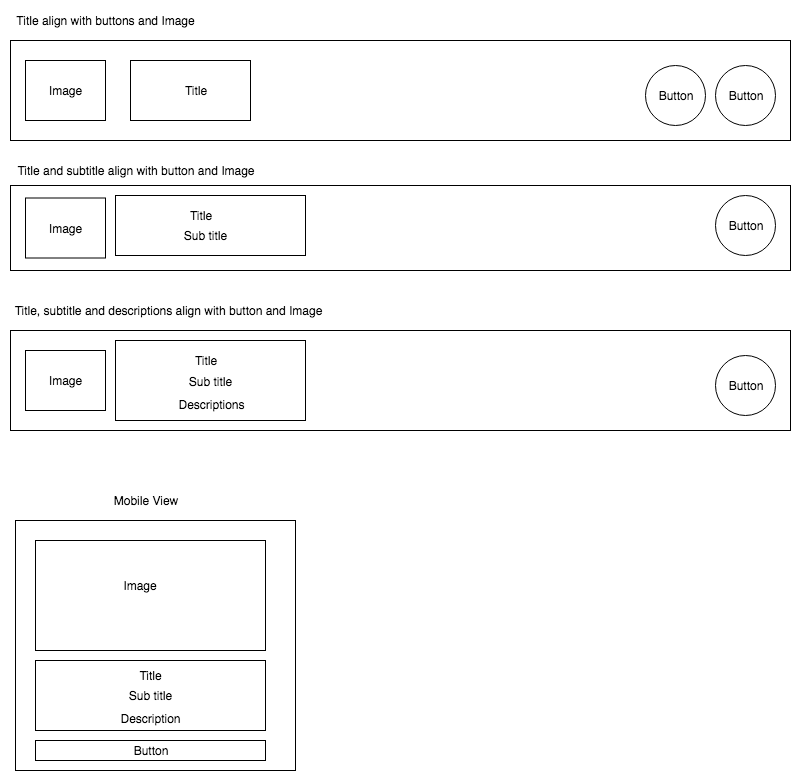 Title align with buttons and Image
Image
Title
Button
Button
Title and subtitle align with button and Image
Image
Title
Sub title
Button
Title, subtitle and descriptions align with button and Image
Image
Title
Sub title
Descriptions
Button
Mobile View
Image
Title
Sub title
Description
Button